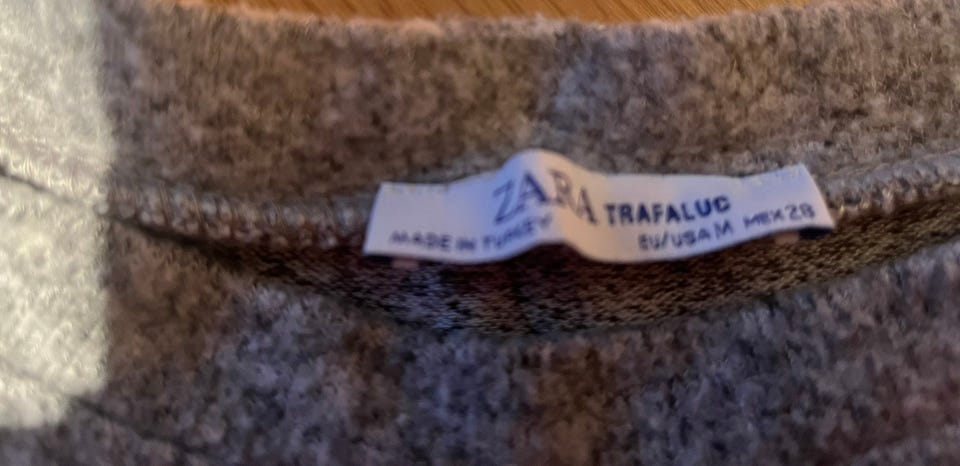 ZARA TRAFALUC
MADE IN TURKEY EU/USA M MEX 28